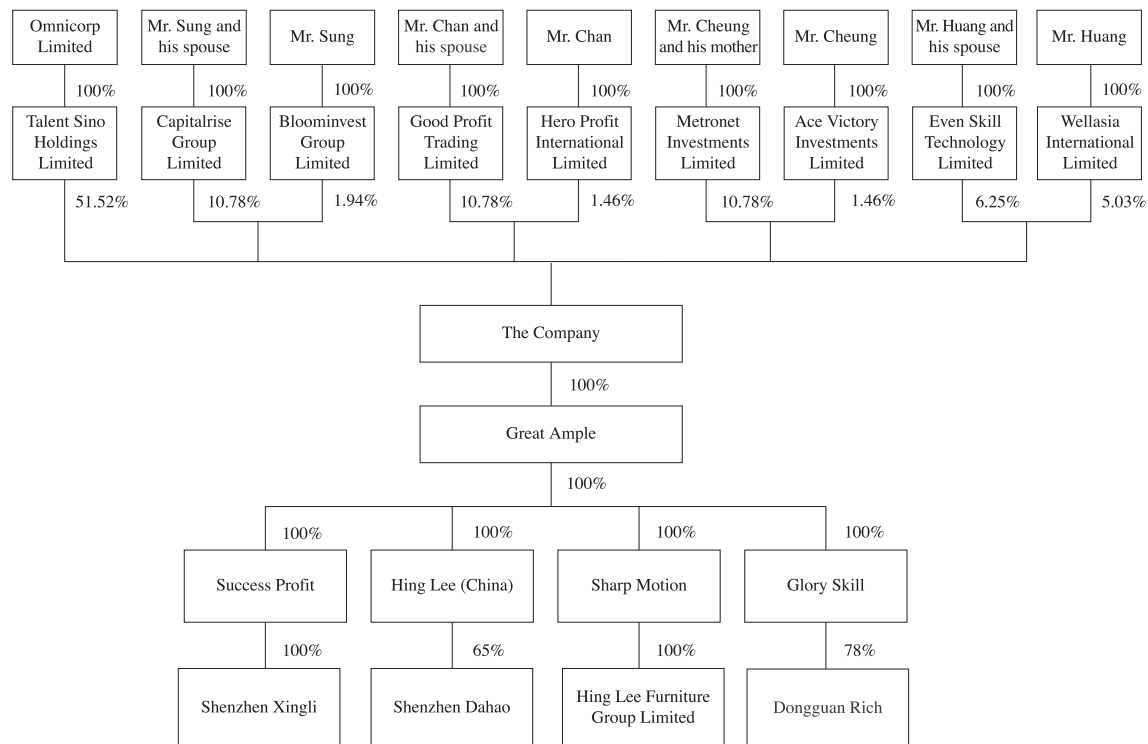 Omnicorp
Limited
Mr. Sung and
his spouse
Mr. Sung
Mr. Chan and
his spouse
Mr. Chan
Mr. Cheung
and his mother
Mr. Cheung
Mr. Huang and
his spouse
Mr. Huang
100%
100%
100%
100%
100%
100%
100%
100%
100%
Talent Sino
Holdings
Limited
Capitalrise
Group
Limited
Bloominvest
Group
Limited
Good Profit
Trading
Limited
Hero Profit
International
Limited
Metronet
Investments
Limited
Ace Victory
Investments
Limited
Even Skill
Technology
Limited
Wellasia
International
Limited
51.52%
10.78%
1.94%
10.78%
1.46%
10.78%
1.46%
6.25%
5.03%
The Company
100%
Great Ample
100%
100%
100%
100%
100%
Success Profit
Hing Lee (China)
Sharp Motion
Glory Skill
100%
65%
100%
78%
Shenzhen Xingli
Shenzhen Dahao
Hing Lee Furniture
Group Limited
Dongguan Rich